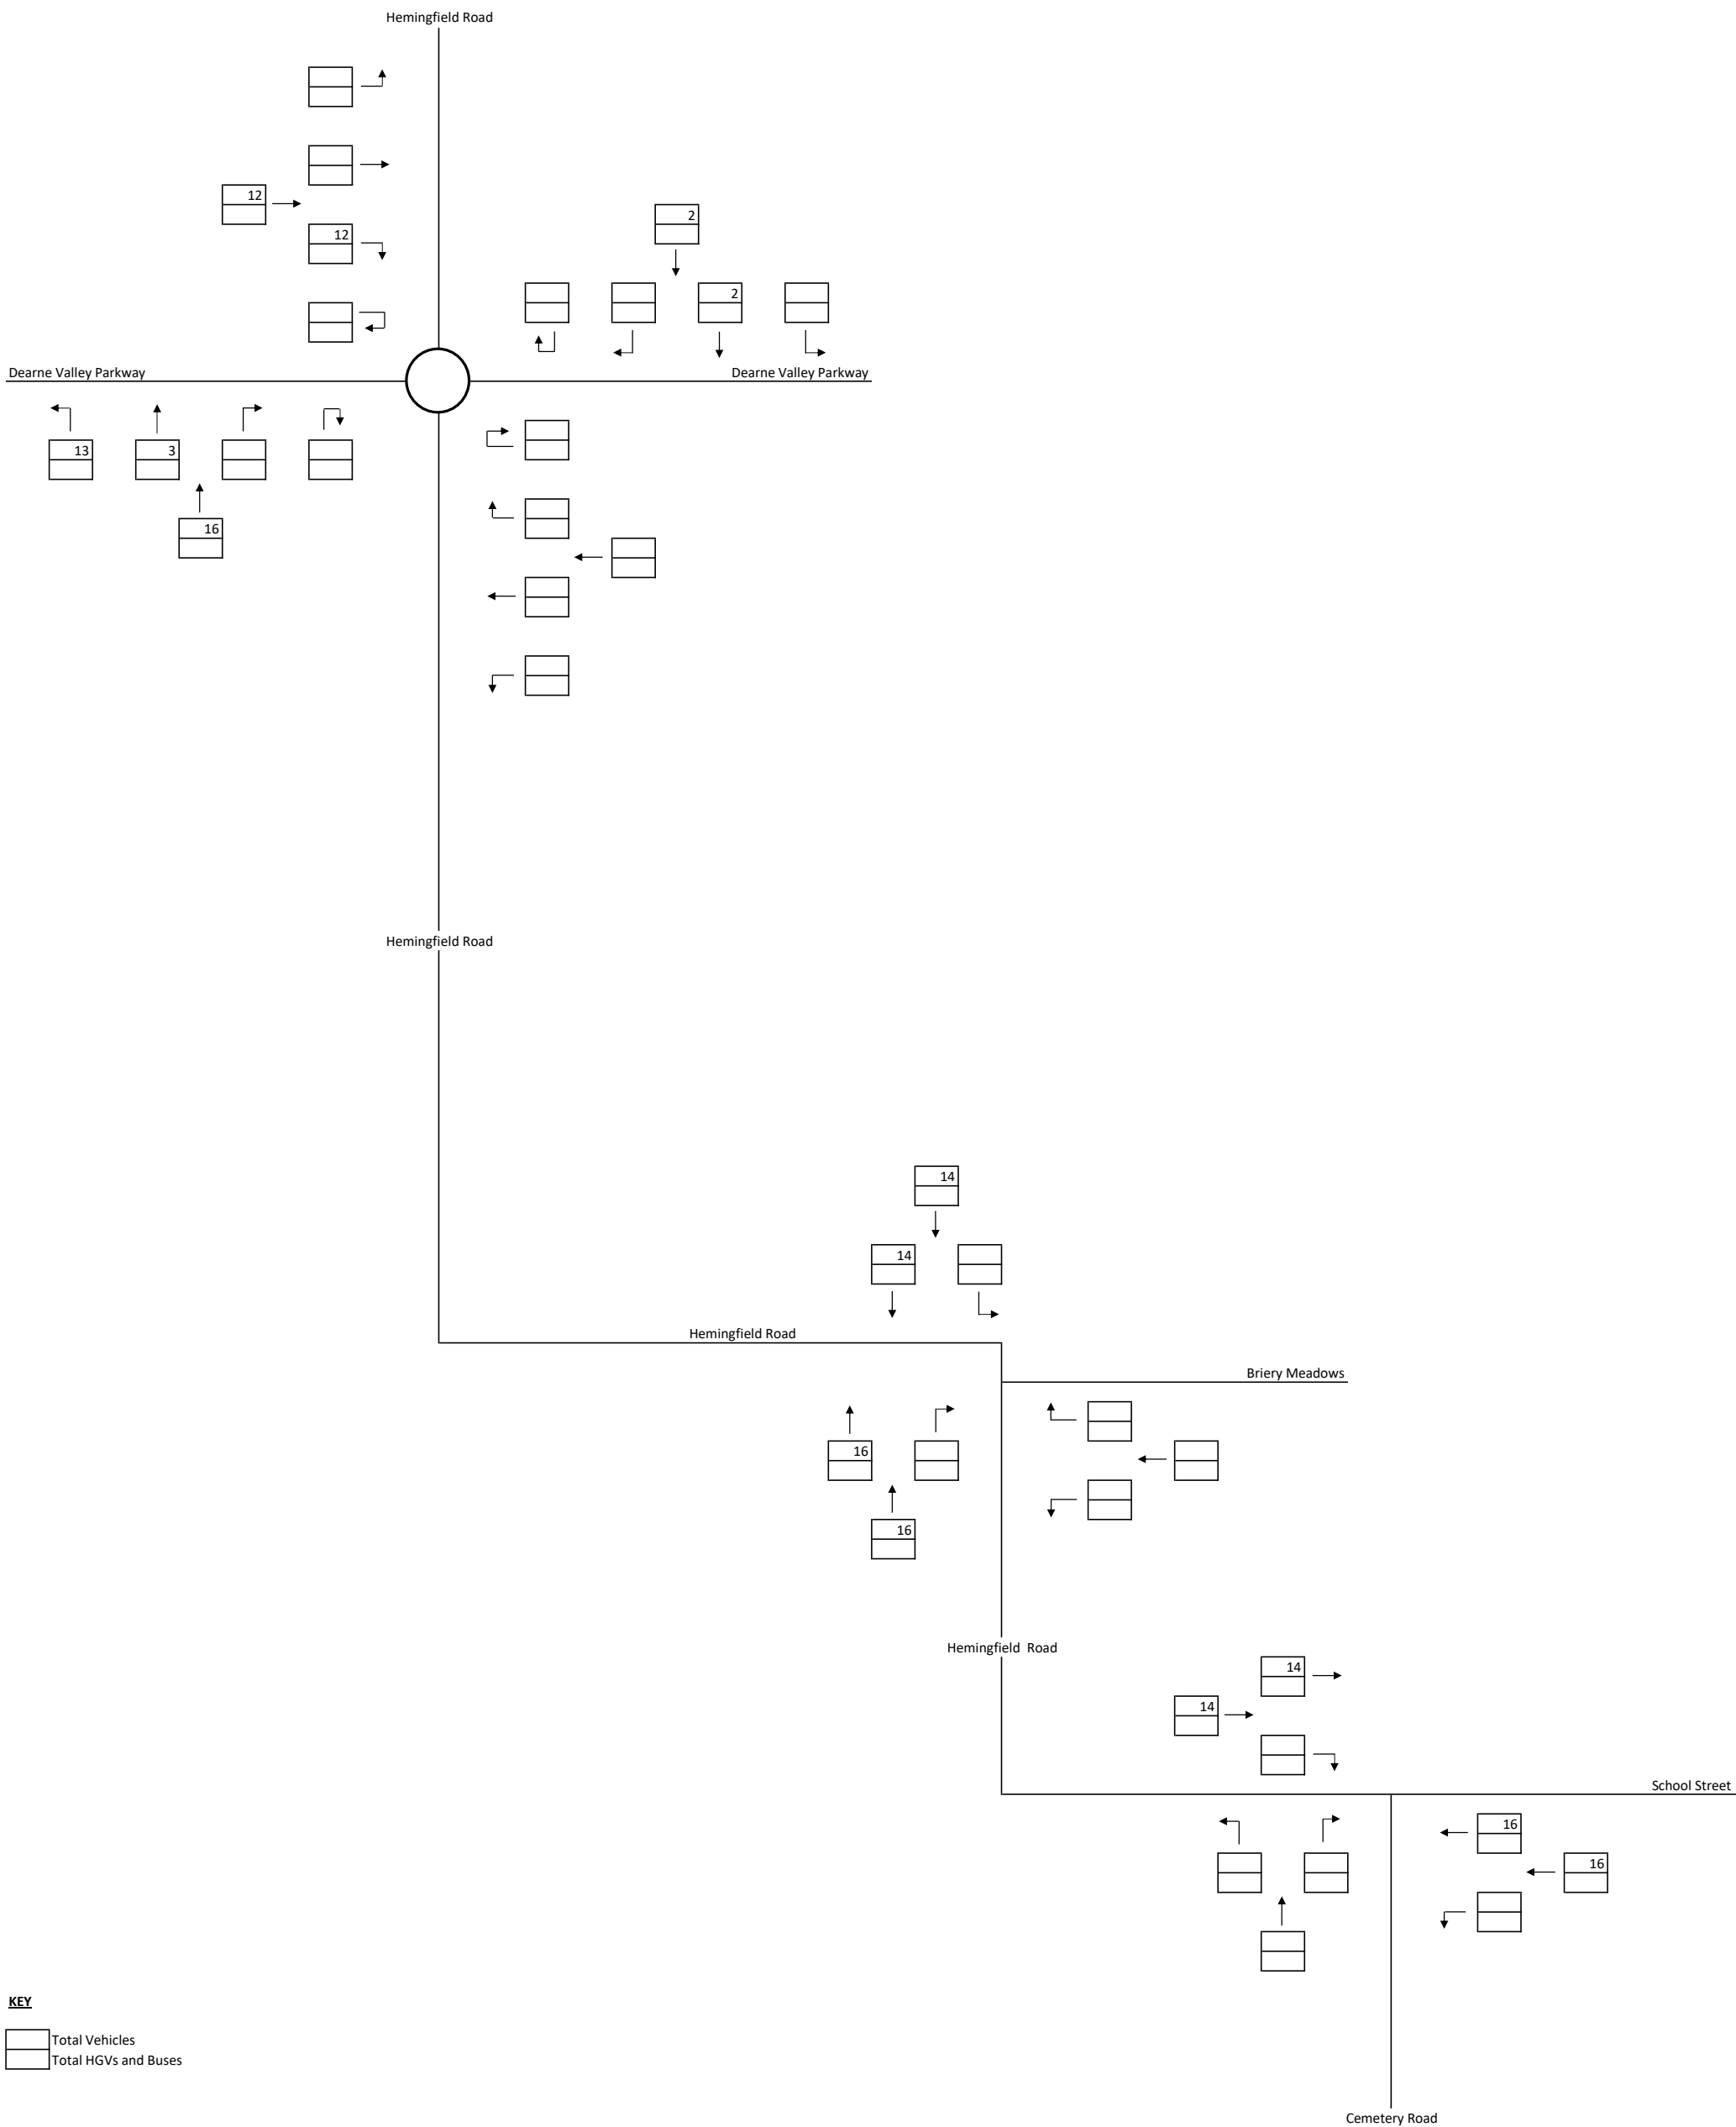 Hemingfield Road
12
2
12
2
Dearne Valley Parkway
Dearne Valley Parkway
13
3
16
Hemingfield Road
14
14
Hemingfield Road
Briery Meadows
16
16
Hemingfield Road
14
14
School Street
16
16
KEY
Total Vehicles
Total HGVs and Buses
Cemetery Road